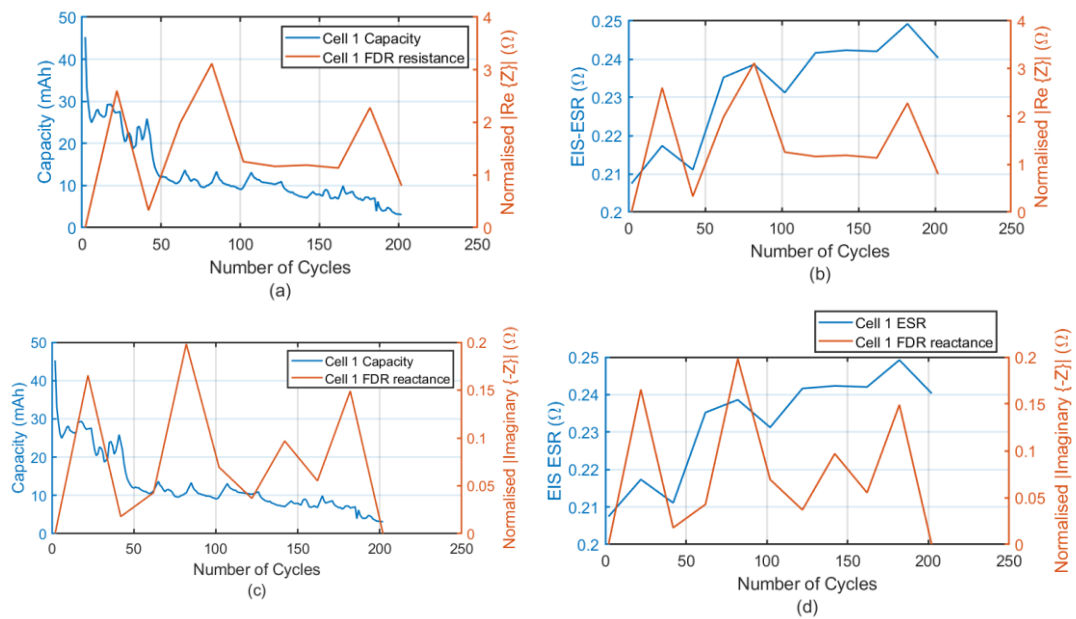 50
40
30
20
10
0
Capacity (mAh)
Cell 1 Capacity
Cell 1 FDR resistance
4
3
2
1
0
Normalised |Re {Z}| (Ω)
0 50 100 150 200 250
Number of Cycles
(a)
0.25
0.24
0.23
0.22
0.21
0.2
EIS-ESR (Ω)
4
3
2
1
0
Normalised |Re {Z}| (Ω)
0 50 100 150 200 250
Number of Cycles
(b)
50
40
30
20
10
0
Capacity (mAh)
Cell 1 Capacity
Cell 1 FDR reactance
0.2
0.15
0.1
0.05
0
Normalised |Imaginary {-Z}| (Ω)
0 50 100 150 200 250
Number of Cycles
(c)
Cell 1 ESR
Cell 1 FDR reactance
0.25
0.24
0.23
0.22
0.21
0.2
EIS ESR (Ω)
0.2
0.15
0.1
0.05
0
Normalised |Imaginary {-Z}| (Ω)
0 50 100 150 200 250
Number of Cycles
(d)